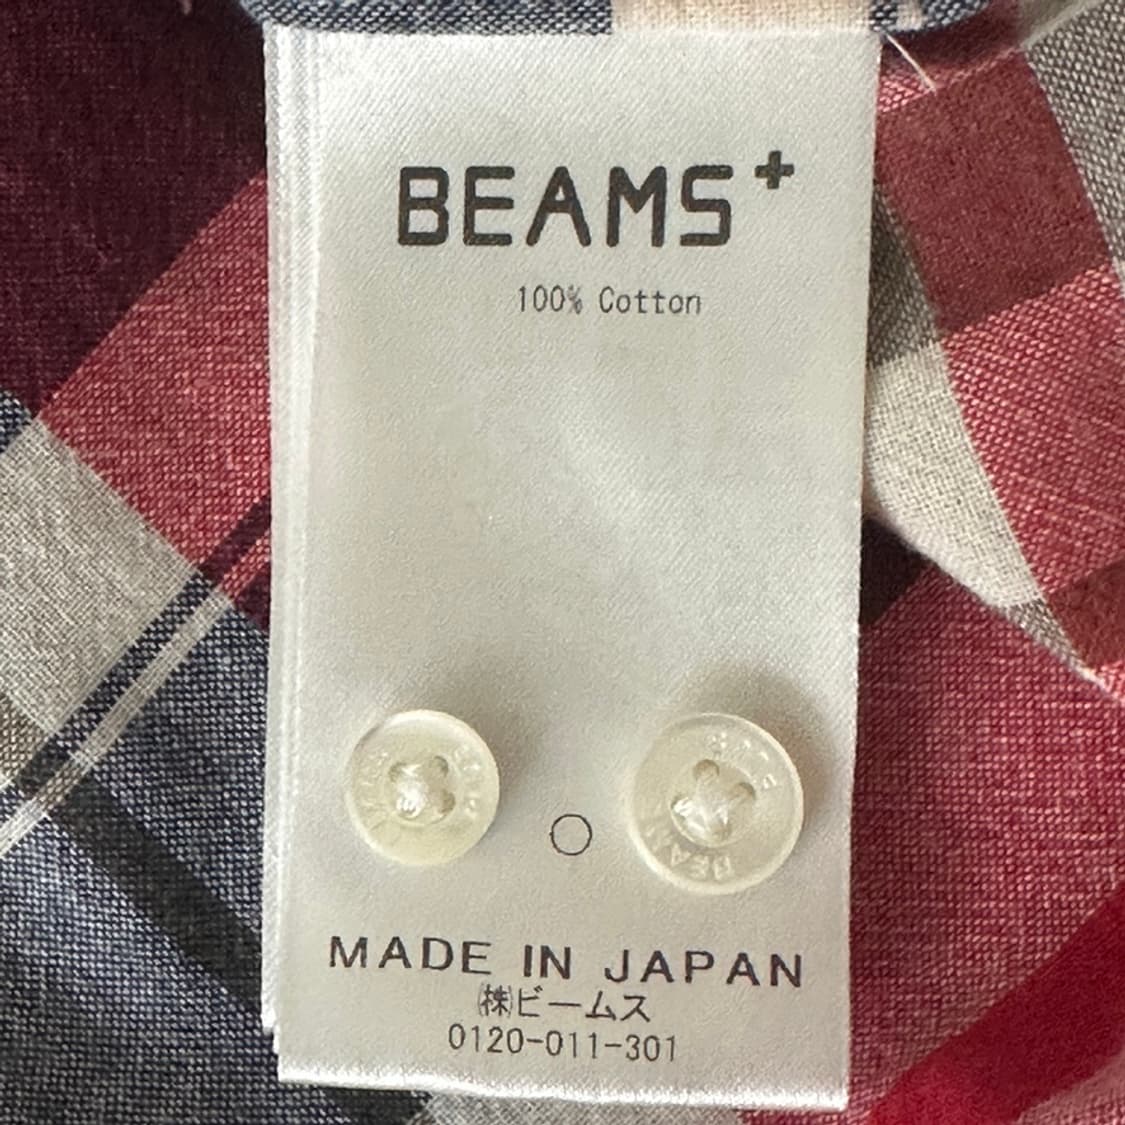 BEAMS+
100% Cotton
MADE IN JAPAN
㈱ビームス
0120-011-301